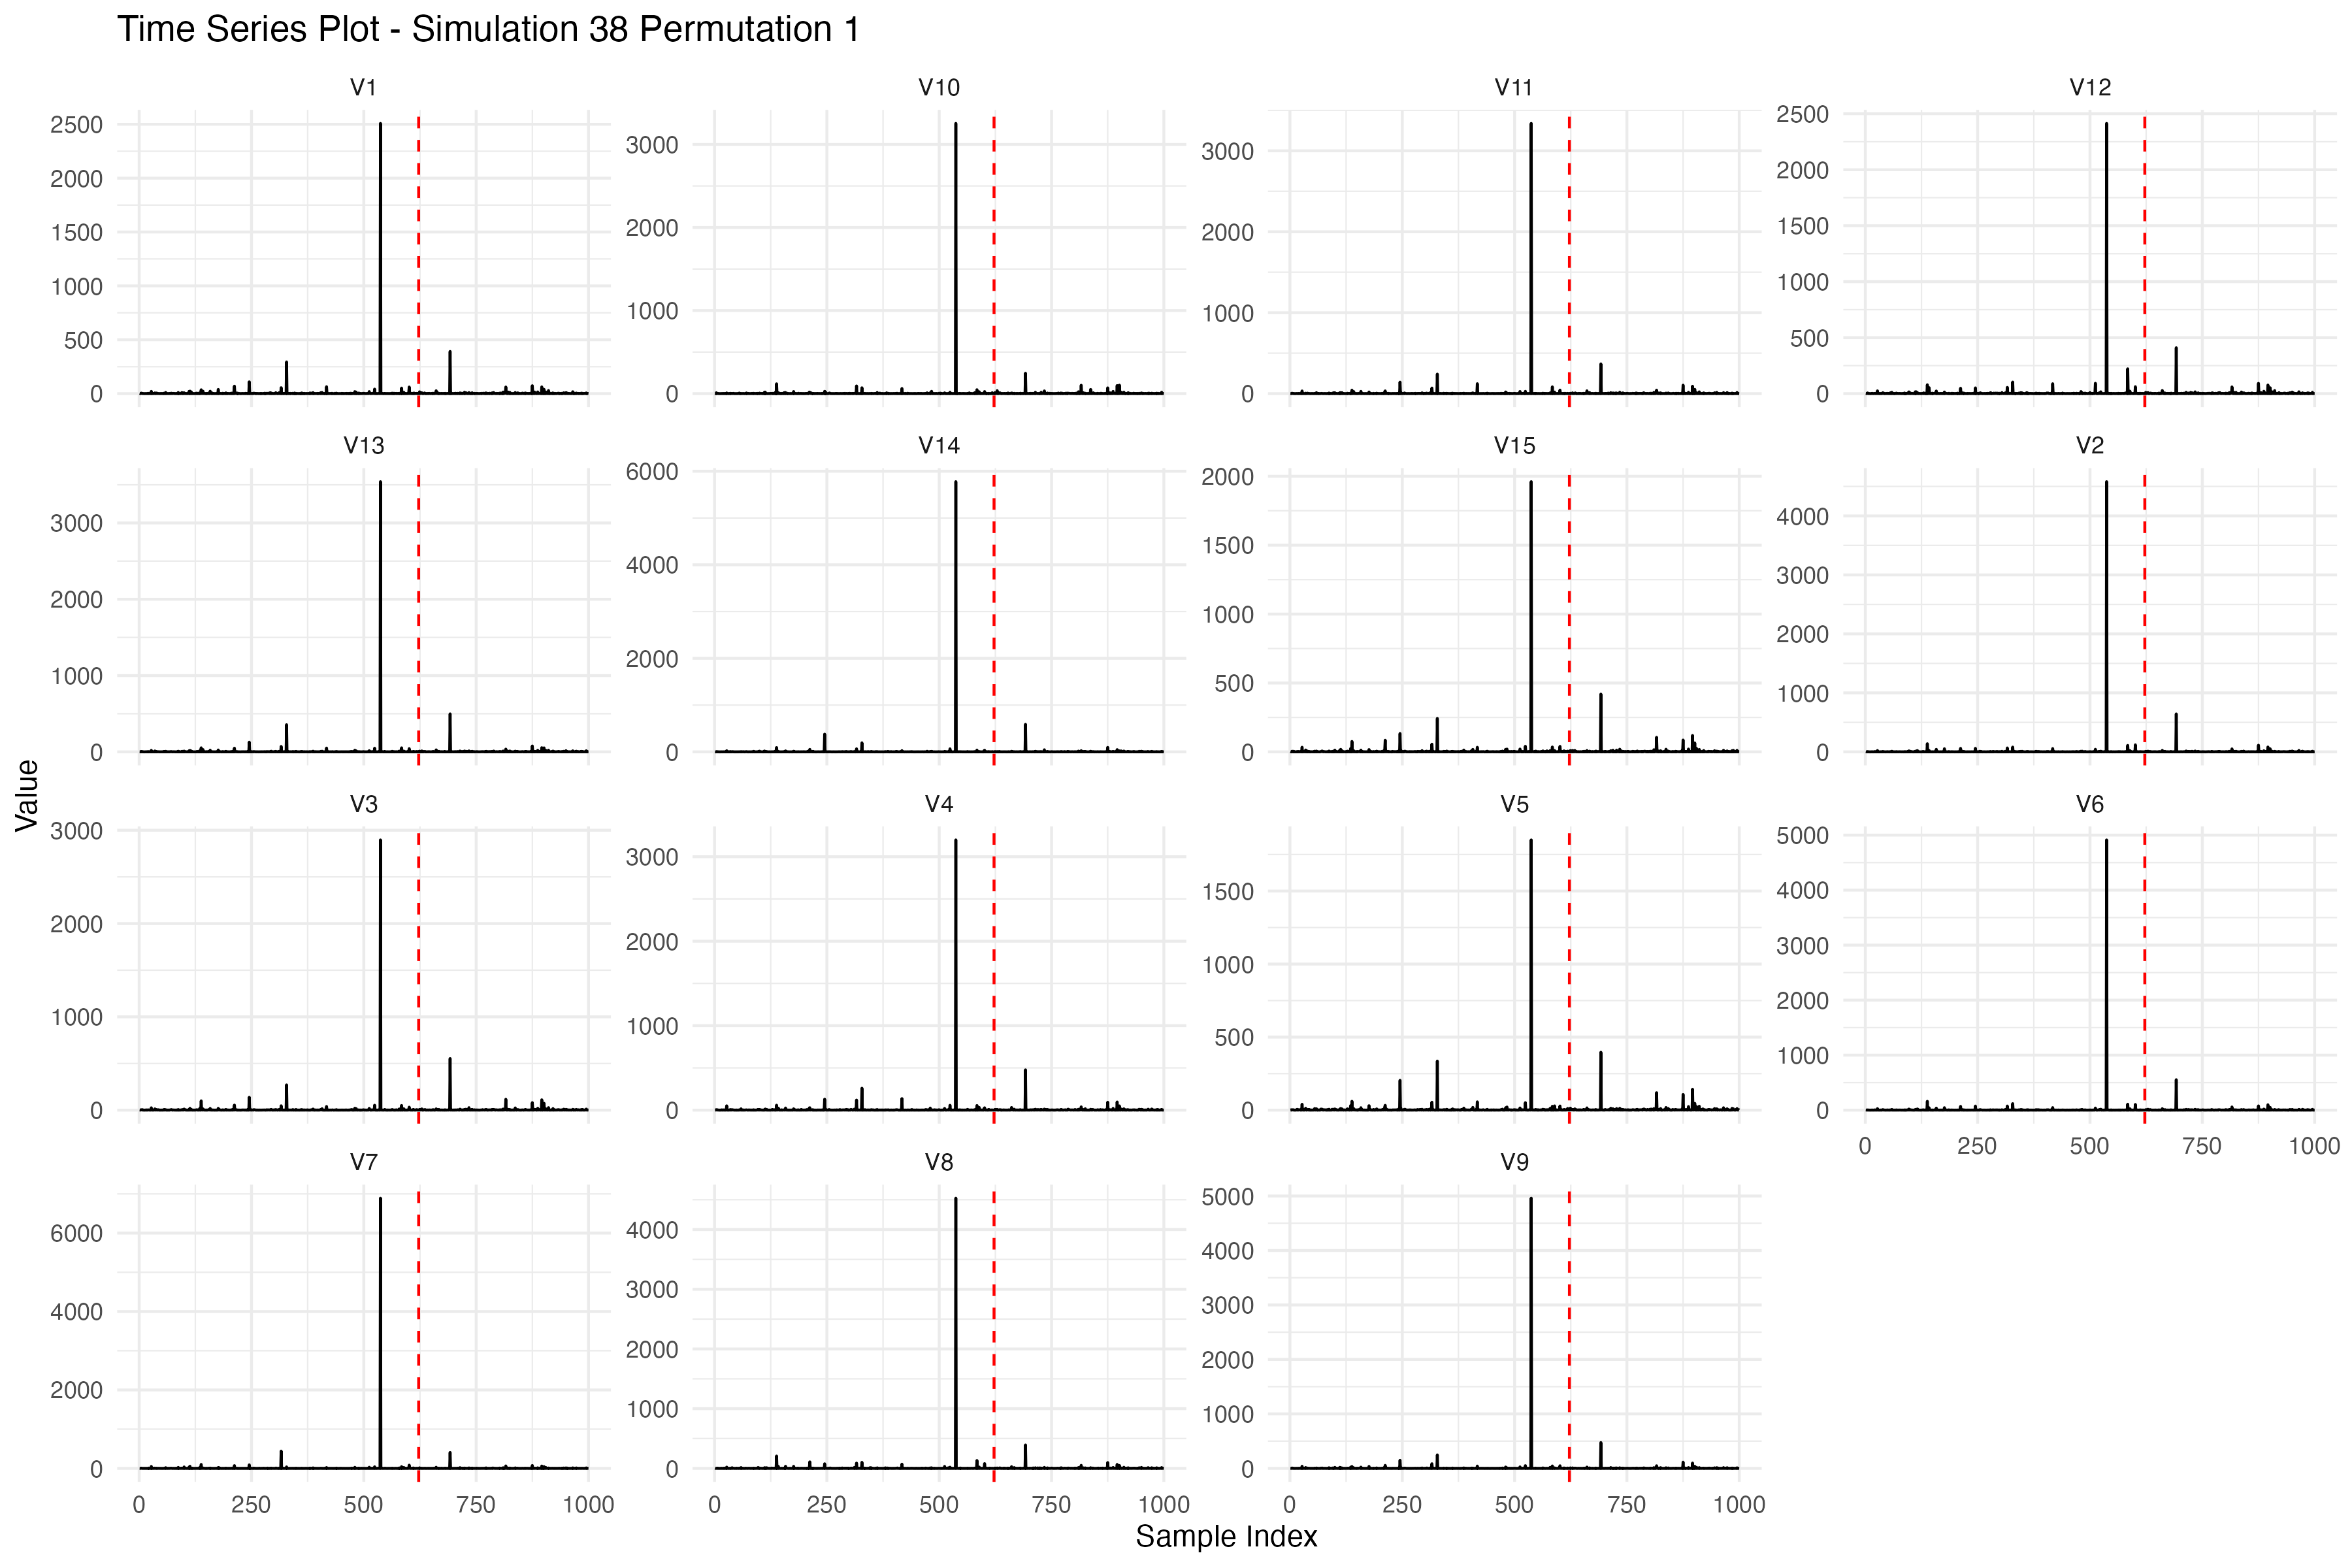 Time Series Plot - Simulation 38 Permutation 1
V1 V10 V11 V12
2500 2000 1500 1000 500 0
3000 2000 1000 0
3000 2000 1000 0
2500 2000 1500 1000 500 0
V13 V14 V15 V2
3000 2000 1000 0
6000 4000 2000 0
2000 1500 1000 500 0
4000 3000 2000 1000 0
Value
V3 V4 V5 V6
3000 2000 1000 0
3000 2000 1000 0
1500 1000 500 0
5000 4000 3000 2000 1000 0
0 250 500 750 1000
V7 V8 V9
6000 4000 2000 0
4000 3000 2000 1000 0
5000 4000 3000 2000 1000 0
0 250 500 750 1000
0 250 500 750 1000
0 250 500 750 1000
Sample Index